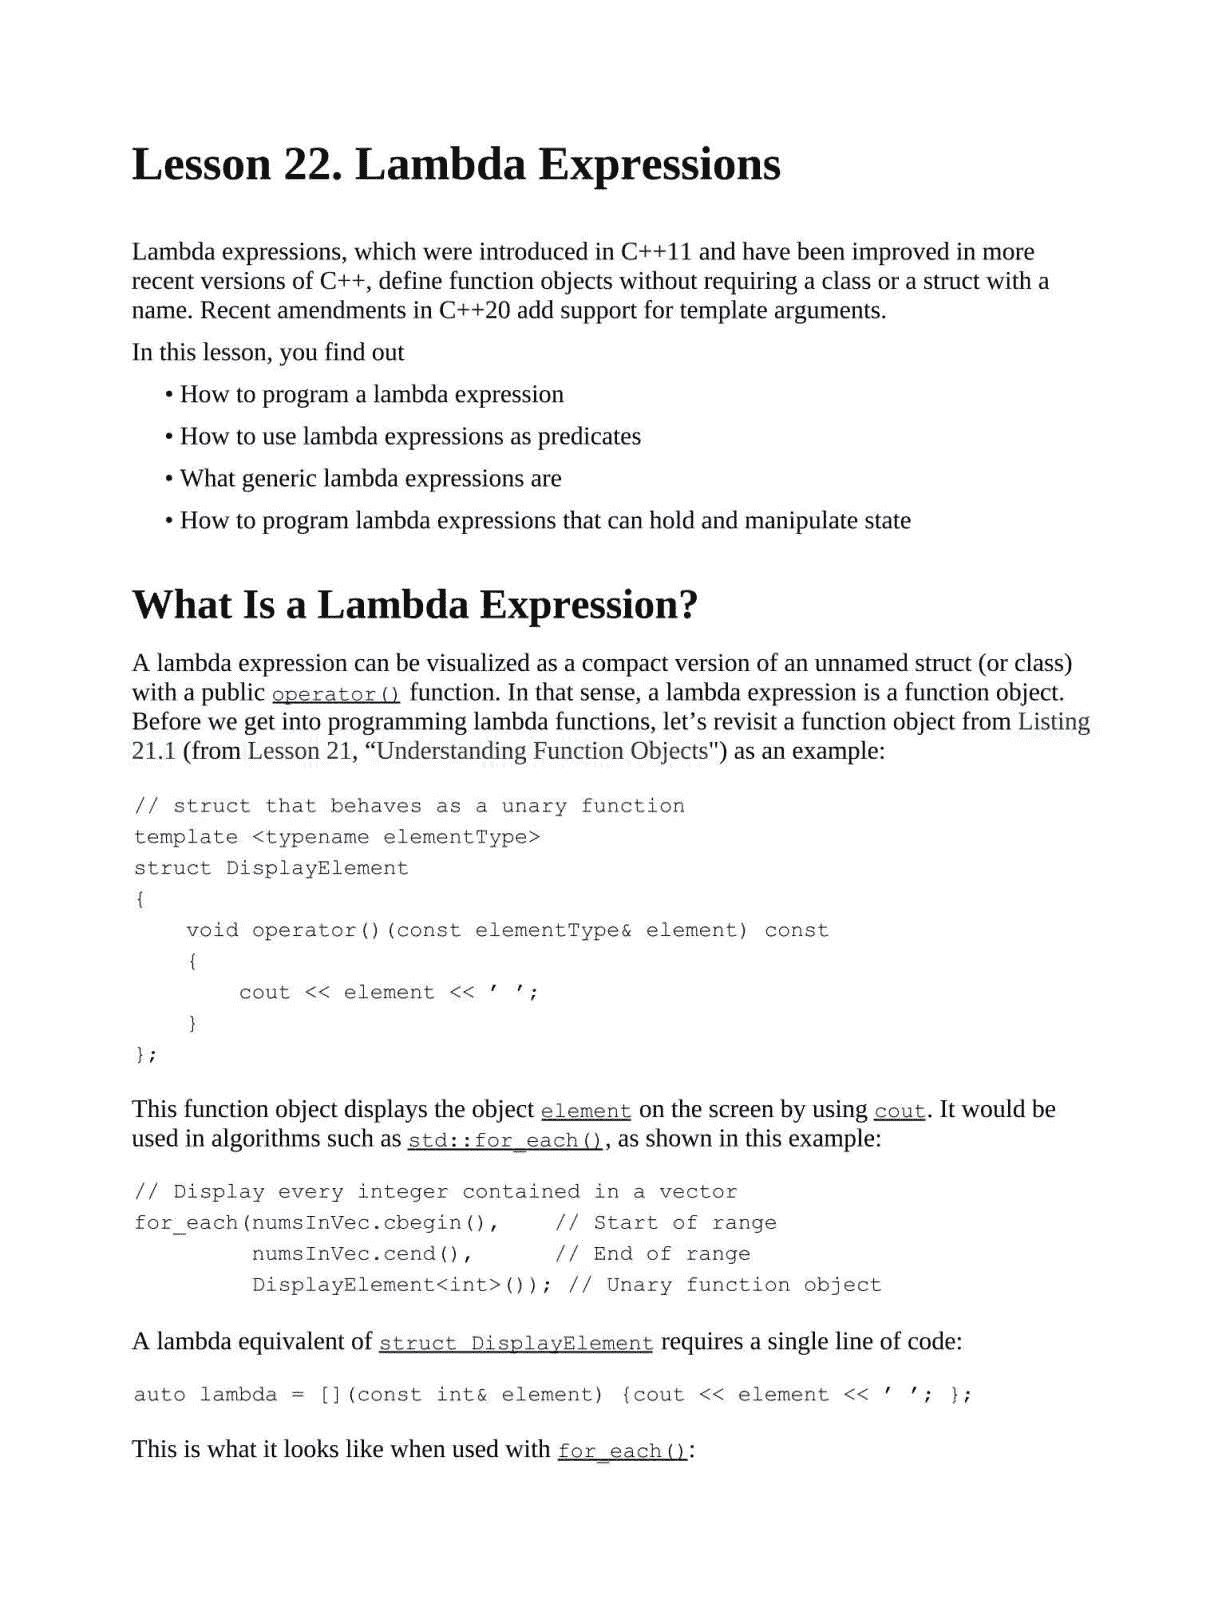 Lesson 22. Lambda Expressions
Lambda expressions, which were introduced in C++11 and have been improved in more
recent versions of C++, define function objects without requiring a class or a struct with a
name. Recent amendments in C++20 add support for template arguments.
In this lesson, you find out
• How to program a lambda expression
• How to use lambda expressions as predicates
• What generic lambda expressions are
• How to program lambda expressions that can hold and manipulate state
What Is a Lambda Expression?
A lambda expression can be visualized as a compact version of an unnamed struct (or class)
with a public operator() function. In that sense, a lambda expression is a function object.
Before we get into programming lambda functions, let’s revisit a function object from Listing
21.1 (from Lesson 21, “Understanding Function Objects") as an example:
// struct that behaves as a unary function
template <typename elementType>
struct DisplayElement
{
    void operator()(const elementType& element) const
    {
        cout << element << ’ ’;
    }
};
This function object displays the object element on the screen by using cout. It would be
used in algorithms such as std::for_each(), as shown in this example:
// Display every integer contained in a vector
for_each(numsInVec.cbegin(),    // Start of range
         numsInVec.cend(),      // End of range
         DisplayElement<int>()); // Unary function object
A lambda equivalent of struct DisplayElement requires a single line of code:
auto lambda = [](const int& element) {cout << element << ’ ’; };
This is what it looks like when used with for_each():